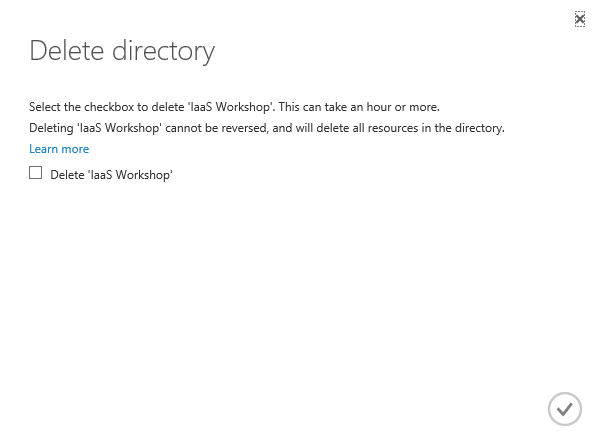 Delete directory
Select the checkbox to delete 'IaaS Workshop'. This can take an hour or more.
Deleting 'IaaS Workshop' cannot be reversed, and will delete all resources in the directory.
Learn more
Delete 'IaaS Workshop'